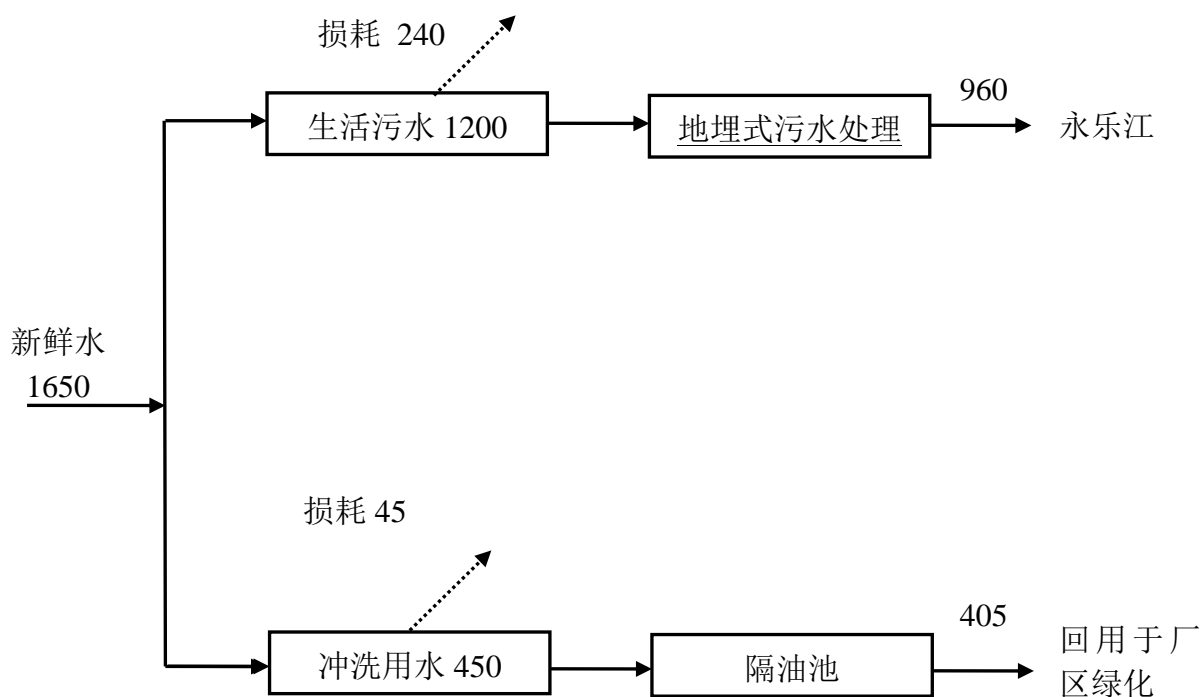 损耗 240
生活污水 1200
地埋式污水处理
960
永乐江
新鲜水
1650
损耗 45
冲洗用水 450
隔油池
405
回用于厂
区绿化